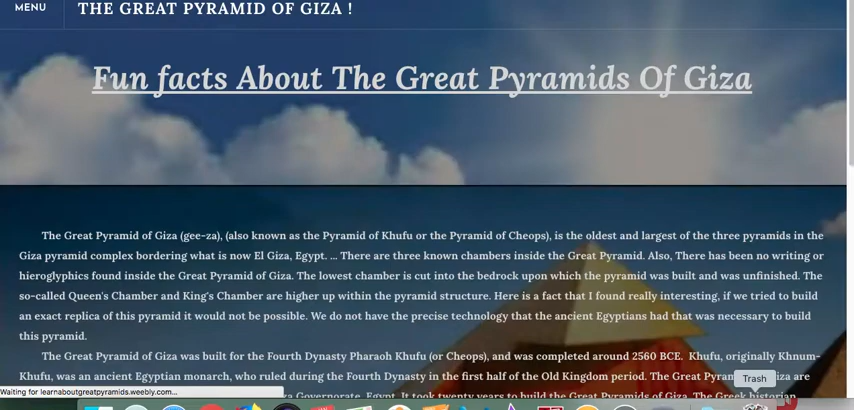 MENU THE GREAT PYRAMID OF GIZA !
Fun facts About The Great Pyramids Of Giza
The Great Pyramid of Giza (gee-za), (also known as the Pyramid of Khufu or the Pyramid of Cheops), is the oldest and largest of the three pyramids in the
Giza pyramid complex bordering what is now El Giza, Egypt. ... There are three known chambers inside the Great Pyramid. Also, There has been no writing or
hieroglyphics found inside the Great Pyramid of Giza. The lowest chamber is cut into the bedrock upon which the pyramid was built and was unfinished. The
so-called Queen's Chamber and King's Chamber are higher up within the pyramid structure. Here is a fact that I found really interesting, if we tried to build
an exact replica of this pyramid it would not be possible. We do not have the precise technology that the ancient Egyptians had that was necessary to build
this pyramid.
The Great Pyramid of Giza was built for the Fourth Dynasty Pharaoh Khufu (or Cheops), and was completed around 2560 BCE. Khufu, originally Khnum-
Khufu, was an ancient Egyptian monarch, who ruled during the Fourth Dynasty in the first half of the Old Kingdom period. The Great Pyram iza are
Trash
Waiting for learnaboutgreatpyramids.weebly.com...
za Governorate, Egypt. It took twenty years to build the Great Pyramids of Giza. The Greek historian